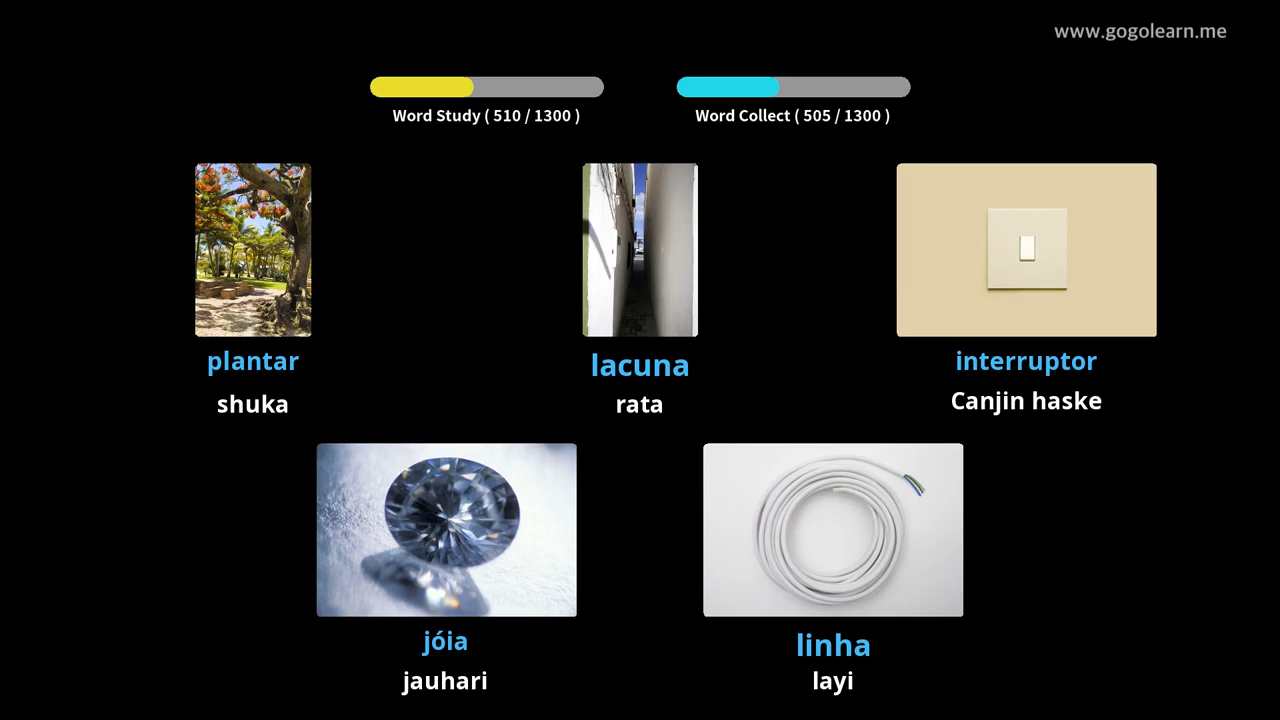 www.gogolearn.me
Word Study ( 510 / 1300 )
Word Collect ( 505 / 1300 )
plantar
shuka
lacuna
rata
interruptor
Canjin haske
jóia
jauhari
linha
layi